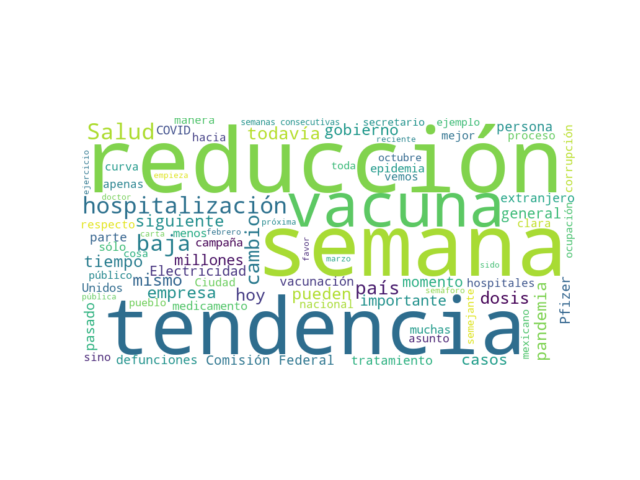 manera
semanas consecutivas
secretario
ejemplo
Salud
COVID
hacia
todavía
gobierno
reciente
mejor
persona
proceso
reducción
curva
apenas
empieza
toda
octubre
epidemia
vemos
corrupción
ejercicio
doctor
hospitalización
vacuna
extranjero
general
clara
ocupación
respecto
siguiente
parte
sólo
cosa
menos
febrero
próxima
baja
campaña
cambio
semana
favor
marzo
sido
tiempo
millones
Electricidad
público
Unidos
mismo
Ciudad
vacunación
país
momento
hospitales
pública
pueblo
empresa
hoy
pueden
nacional
importante
semáforo
dosis
Pfizer
medicamento
carta
pasado
tendencia
muchas
asunto
semejante
mexicano
pandemia
sino
defunciones
Comisión Federal
tratamiento
casos